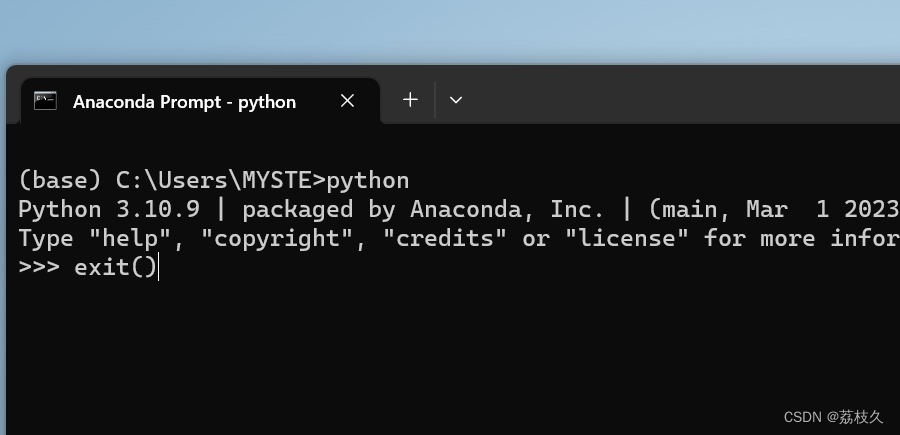 Anaconda Prompt - python
(base) C:\Users\MYSTE>python
Python 3.10.9 | packaged by Anaconda, Inc. | (main, Mar  1 2023
Type "help", "copyright", "credits" or "license" for more infor
>>> exit()
CSDN @荔枝久